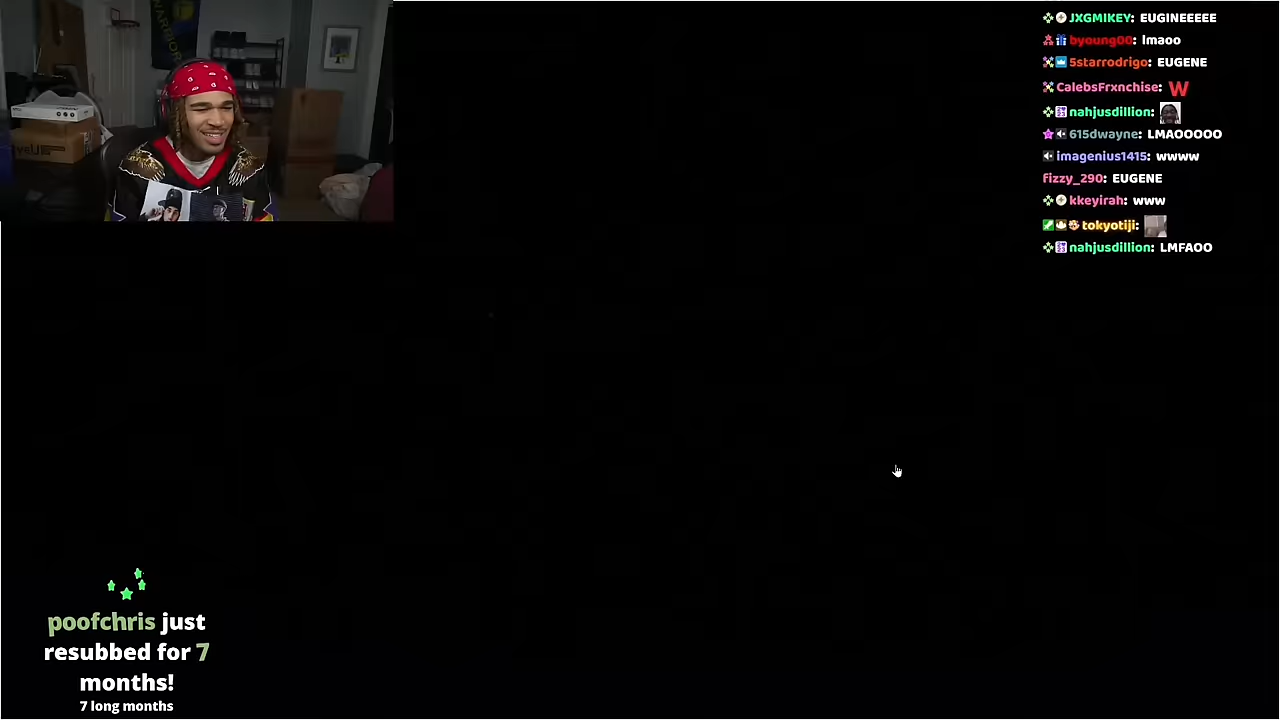 WARRIOR
JXGMIKEY: EUGINEEEEE
byoung00: lmaoo
5starrodrigo: EUGENE
CalebsFrxnchise: W
nahjusdillion:
615dwayne: LMAOOOOO
imagenius1415: wwww
fizzy_290: EUGENE
kkeyirah: www
tokyotiji:
nahjusdillion: LMFAOO
poofchris just
resubbed for 7
months!
7 long months